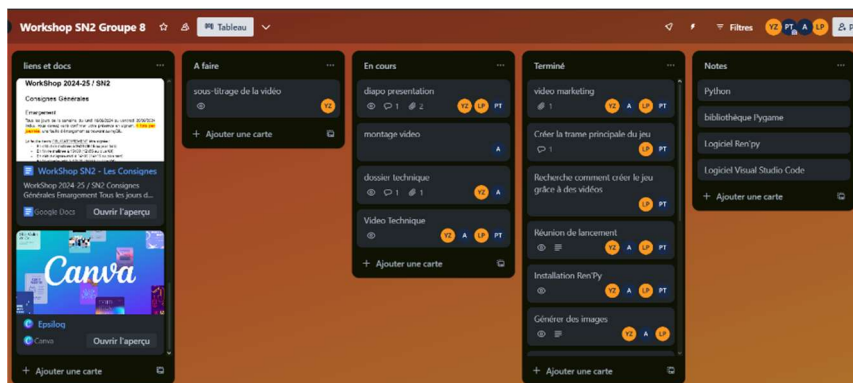 Workshop SN2 Groupe 8
Tableau
Filtres
YZ PT A LP
liens et docs
WorkShop 2024-25 / SN2
Consignes Générales
Emargement
WorkShop SN2 - Les Consignes
WorkShop 2024-25 / SN2 Consignes
Générales Emargement Tous les jours d...
Google Docs
Ouvrir l'aperçu
Canva
Epsiloq
Canva
Ouvrir l'aperçu
+ Ajouter une carte
A faire
sous-titrage de la vidéo
YZ
+ Ajouter une carte
En cours
diapo presentation
1 2 YZ LP PT
montage video
A
dossier technique
1 1 YZ A
Video Technique
YZ A LP PT
+ Ajouter une carte
Terminé
video marketing
1 YZ A LP PT
Créer la trame principale du jeu
1 LP PT
Recherche comment créer le jeu
grâce à des vidéos
LP PT
Réunion de lancement
YZ A LP PT
Installation Ren'Py
YZ A LP PT
Générer des images
YZ A LP
+ Ajouter une carte
Notes
Python
bibliothèque Pygame
Logiciel Ren'py
Logiciel Visual Studio Code
+ Ajouter une carte